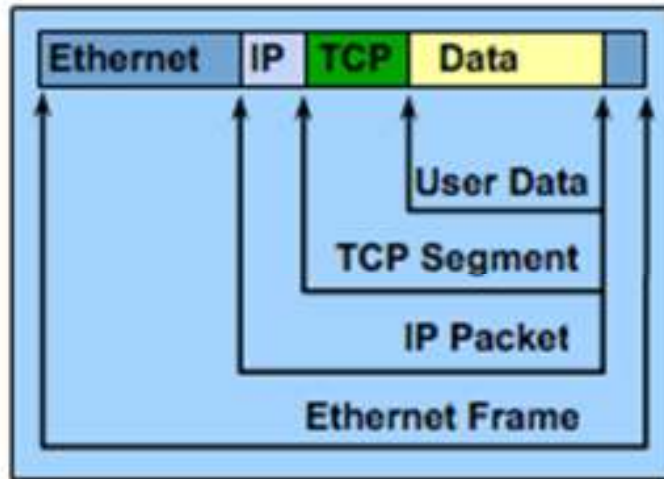 Ethernet IP TCP Data
User Data
TCP Segment
IP Packet
Ethernet Frame